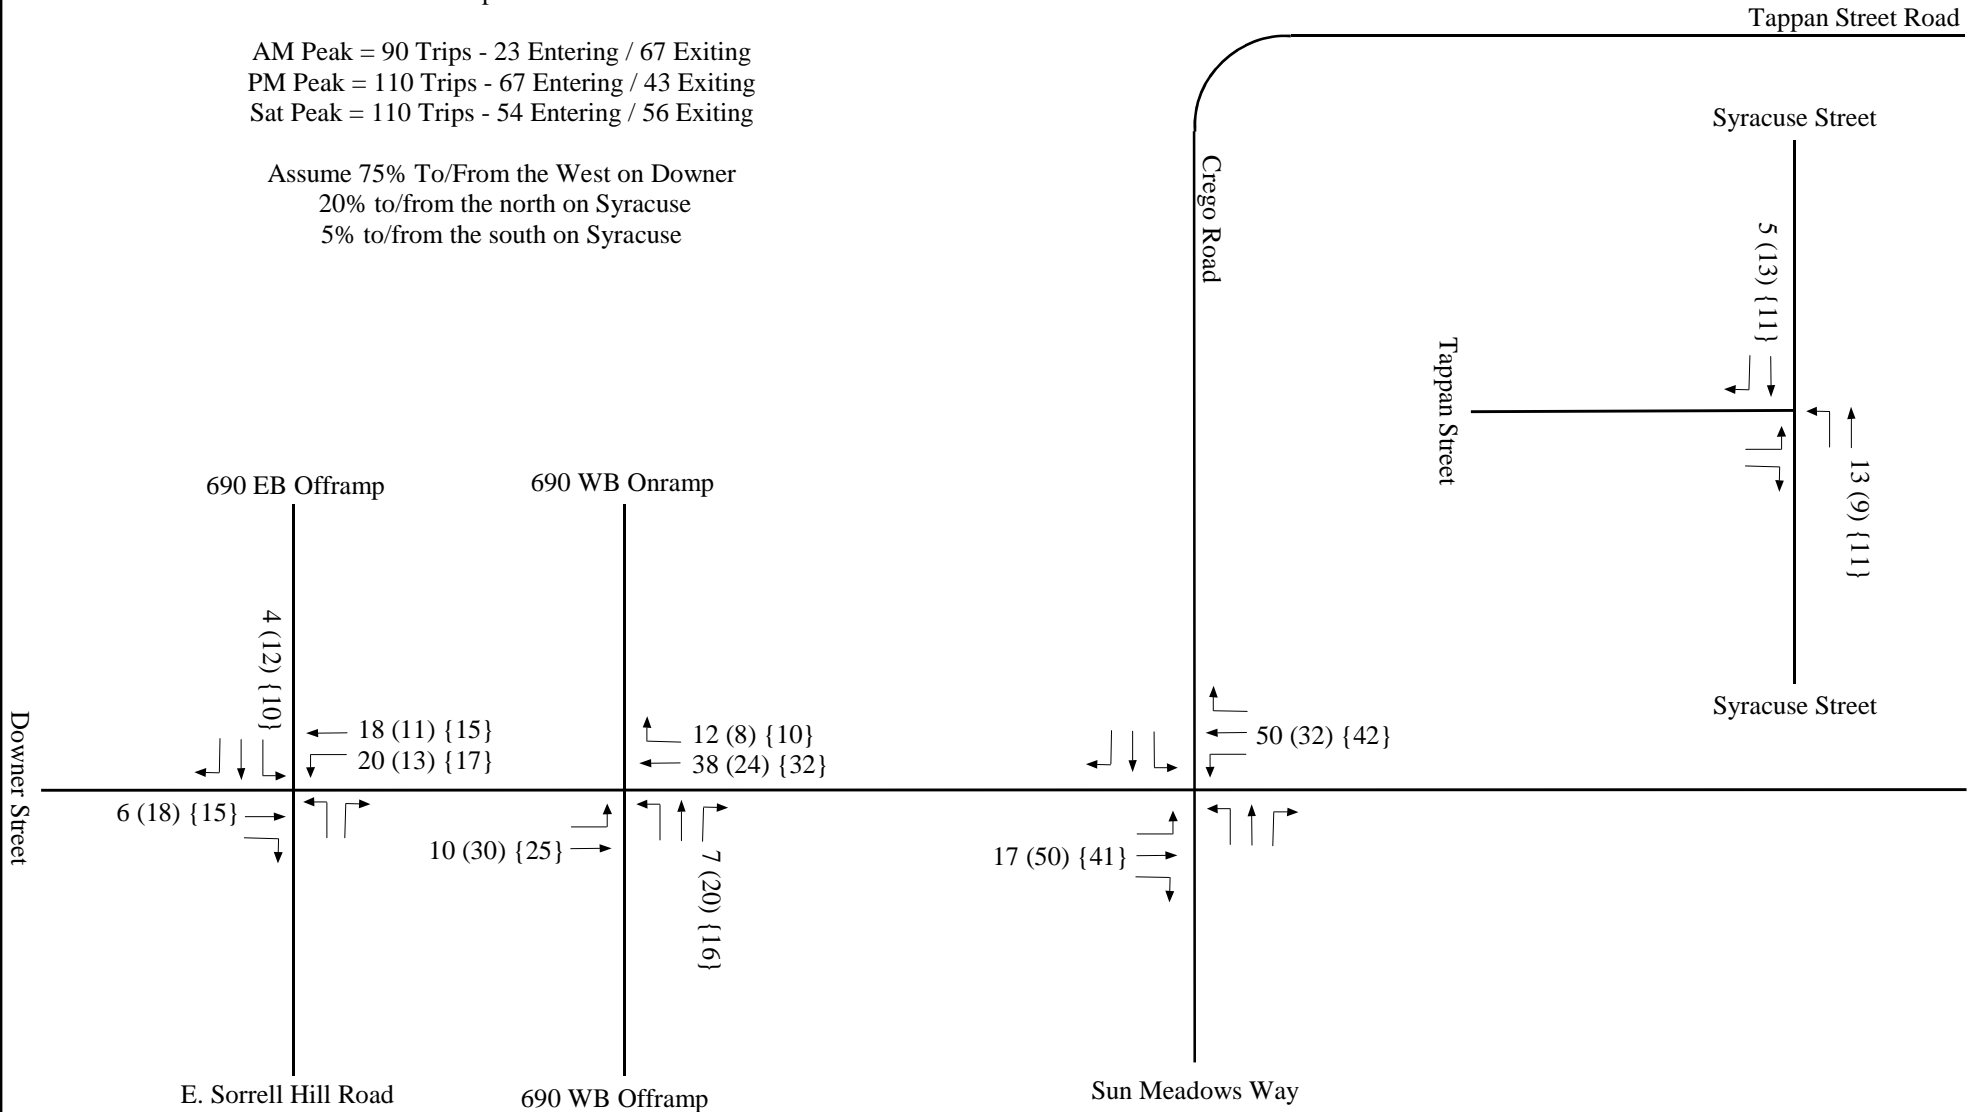 Tappan Street Road
AM Peak = 90 Trips - 23 Entering / 67 Exiting
PM Peak = 110 Trips - 67 Entering / 43 Exiting
Sat Peak = 110 Trips - 54 Entering / 56 Exiting
Assume 75% To/From the West on Downer
20% to/from the north on Syracuse
5% to/from the south on Syracuse
Syracuse Street
Crego Road
5 (13) {11}
Tappan Street
13 (9) {11}
Syracuse Street
690 EB Offramp
690 WB Onramp
4 (12) {10}
18 (11) {15}
20 (13) {17}
12 (8) {10}
38 (24) {32}
50 (32) {42}
Downer Street
6 (18) {15}
10 (30) {25}
7 (20) {16}
17 (50) {41}
E. Sorrell Hill Road
690 WB Offramp
Sun Meadows Way